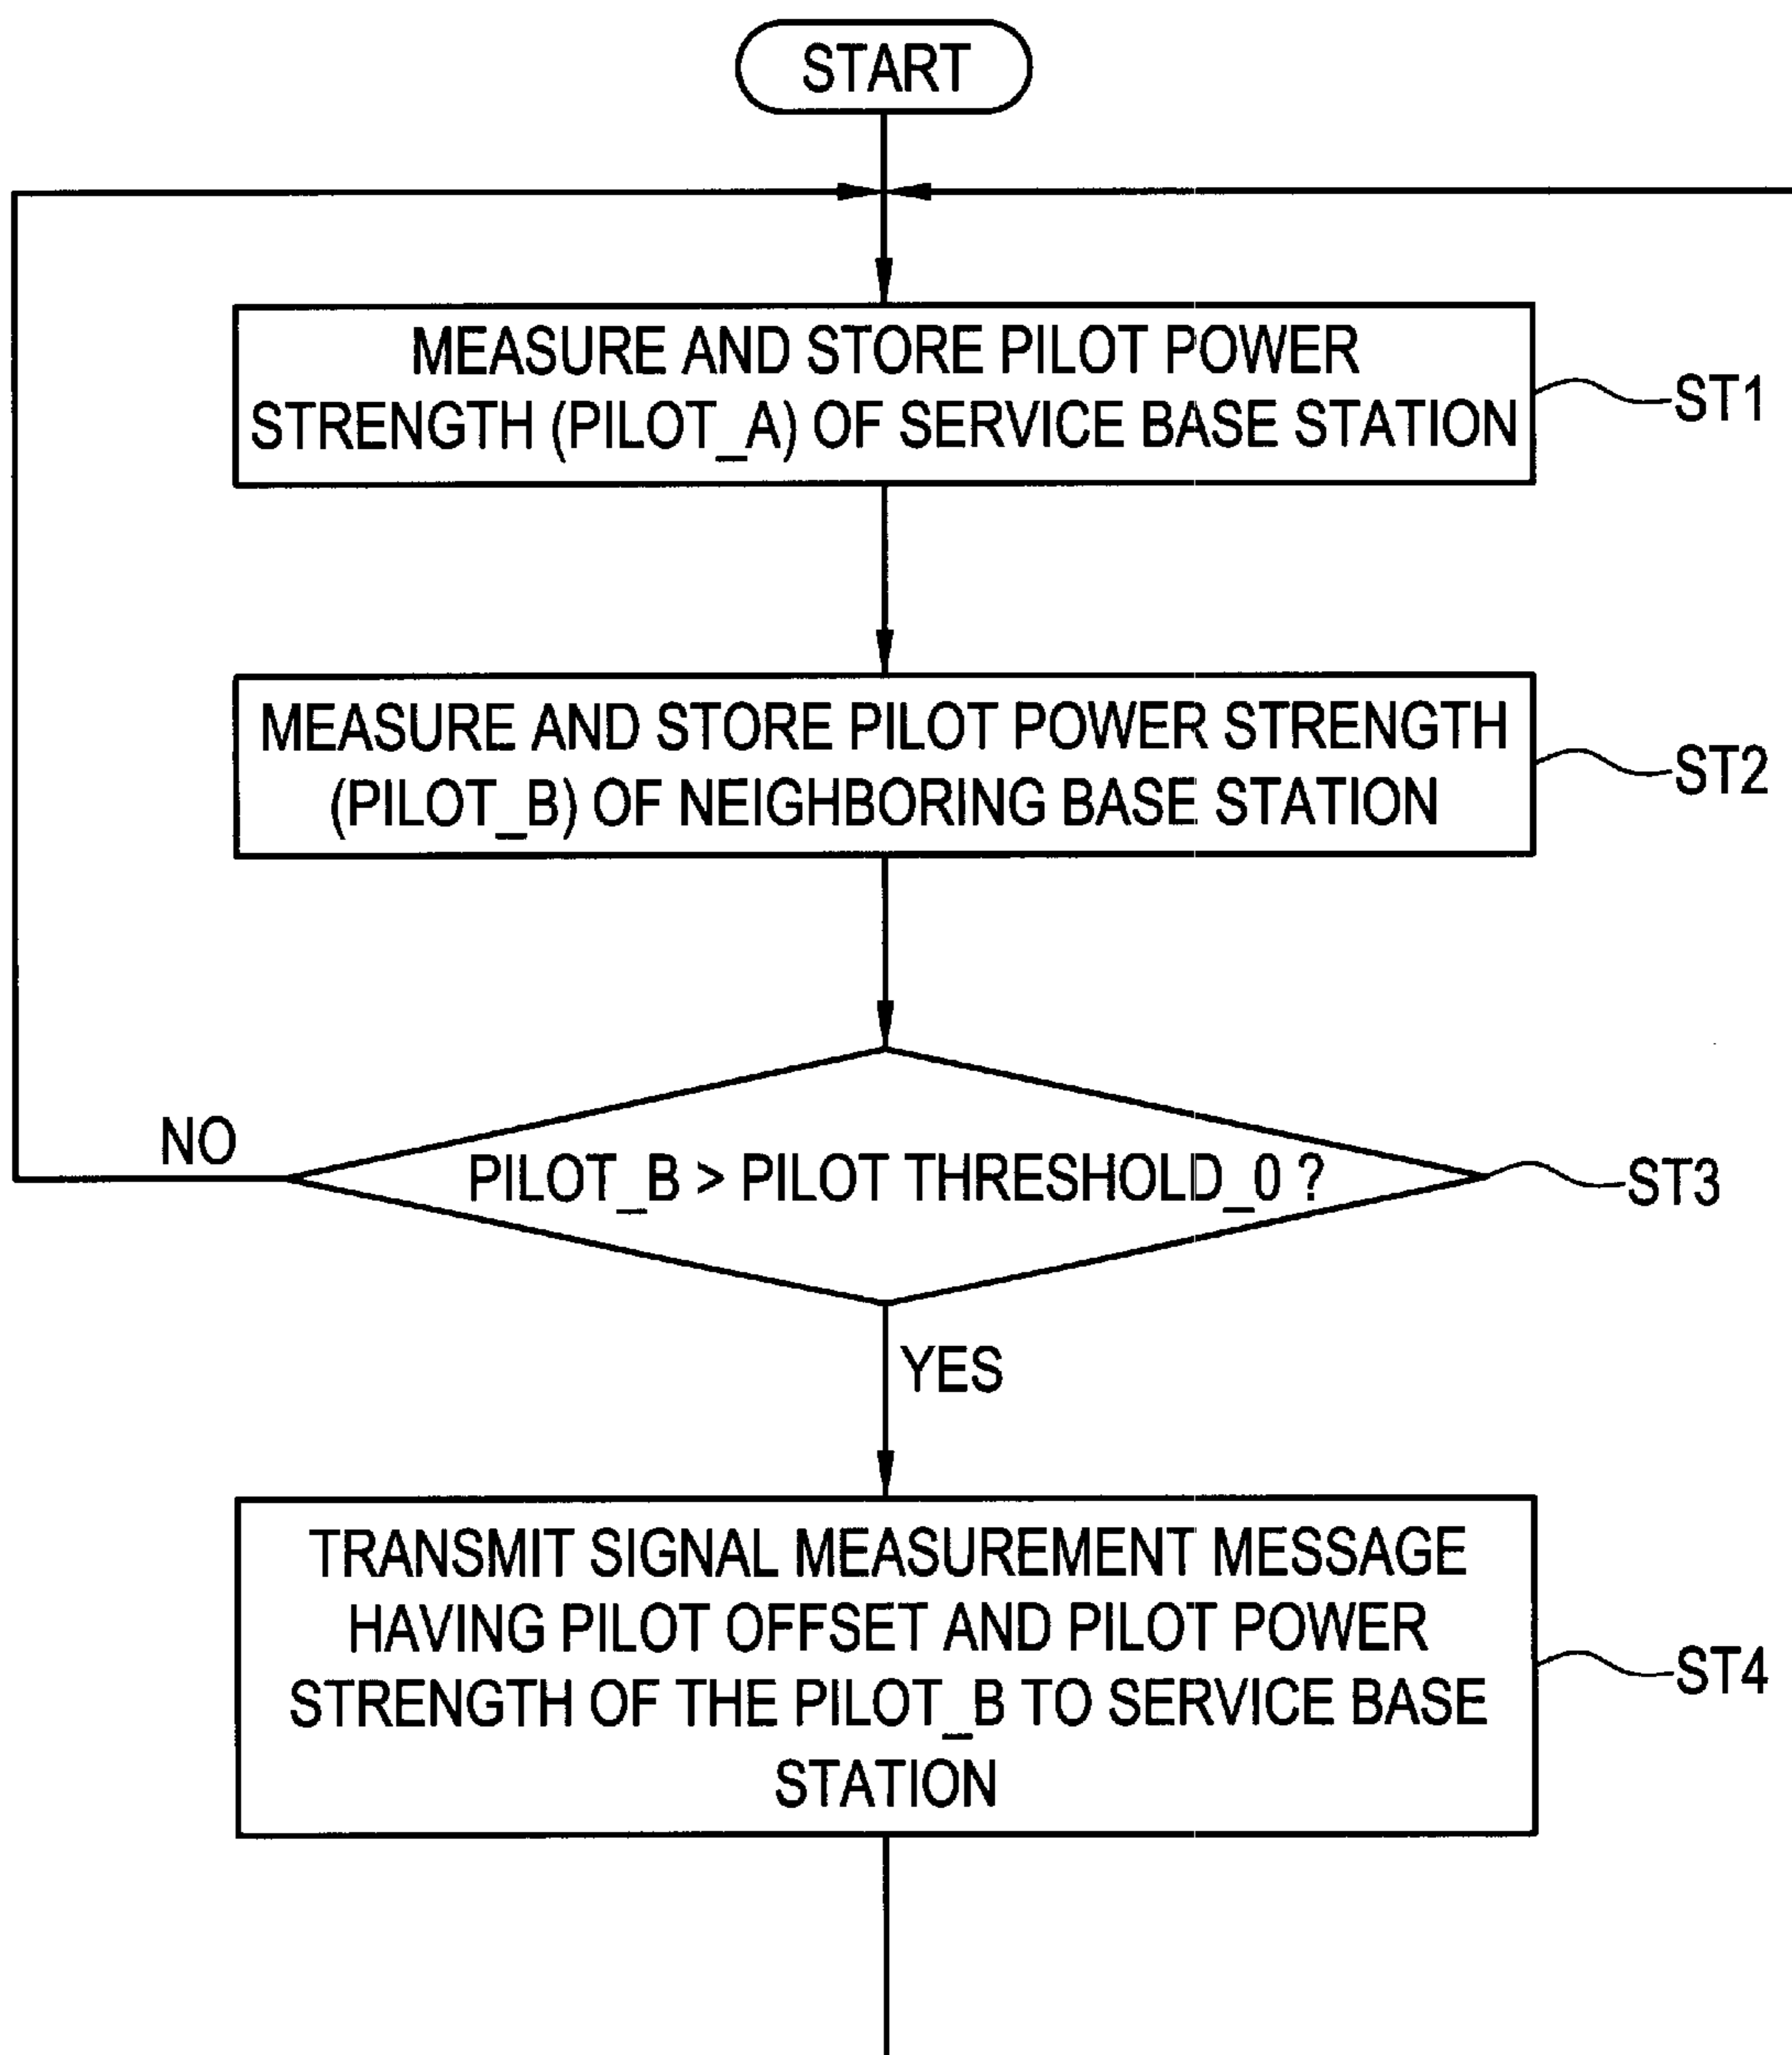 START
MEASURE AND STORE PILOT POWER
STRENGTH (PILOT_A) OF SERVICE BASE STATION
ST1
MEASURE AND STORE PILOT POWER STRENGTH
(PILOT_B) OF NEIGHBORING BASE STATION
ST2
NO
PILOT_B > PILOT THRESHOLD_0 ?
ST3
YES
TRANSMIT SIGNAL MEASUREMENT MESSAGE
HAVING PILOT OFFSET AND PILOT POWER
STRENGTH OF THE PILOT_B TO SERVICE BASE
STATION
ST4